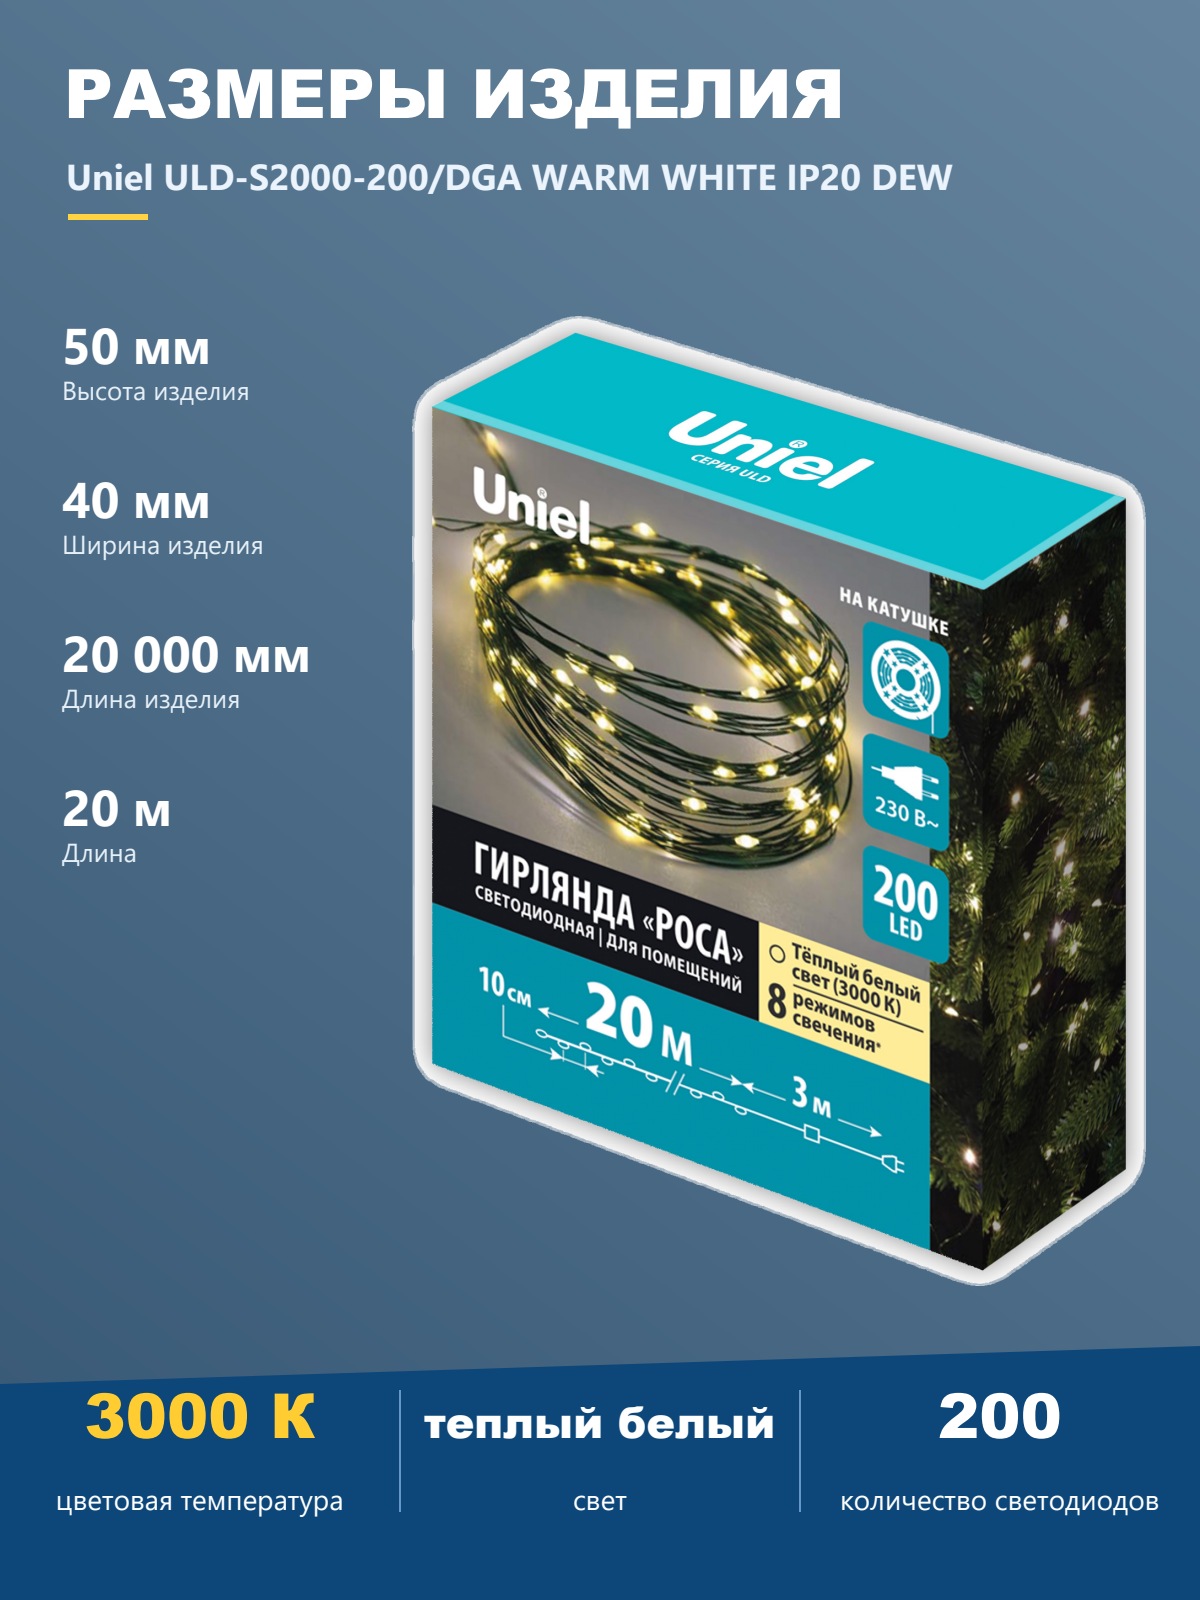 РАЗМЕРЫ ИЗДЕЛИЯ
Uniel ULD-S2000-200/DGA WARM WHITE IP20 DEW
50 мм
Высота изделия
40 мм
Ширина изделия
20 000 мм
Длина изделия
20 м
Длина
Uniel®
СЕРИЯ ULD
Uniel®
НА КАТУШКЕ
230 В~
200
LED
ГИРЛЯНДА «РОСА»
СВЕТОДИОДНАЯ | ДЛЯ ПОМЕЩЕНИЙ
Тёплый белый
свет (3000 К)
8 режимов
свечения*
10 см
20 м
3 м
3000 К
цветовая температура
теплый белый
свет
200
количество светодиодов